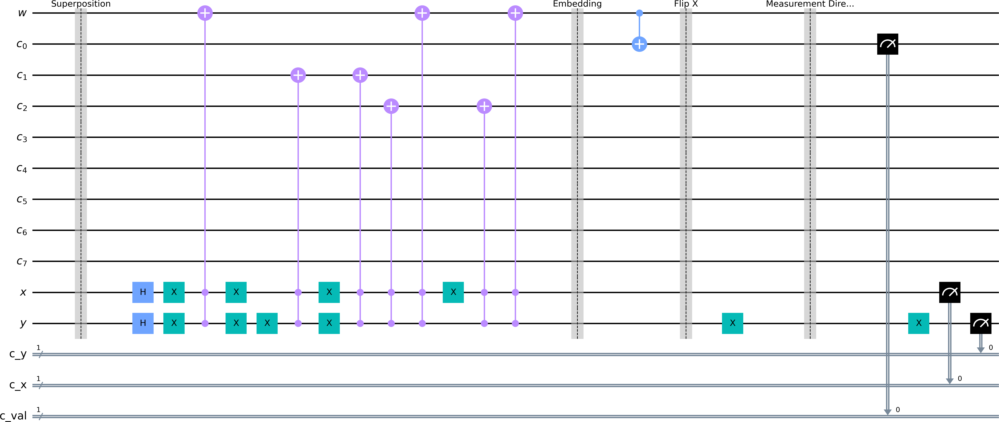 Superposition Embedding Flip X Measurement Dire...
w
c0
c1
c2
c3
c4
c5
c6
c7
x H X X X X
y H X X X X X X
c_y 1 0
c_x 1 0
c_val 1 0